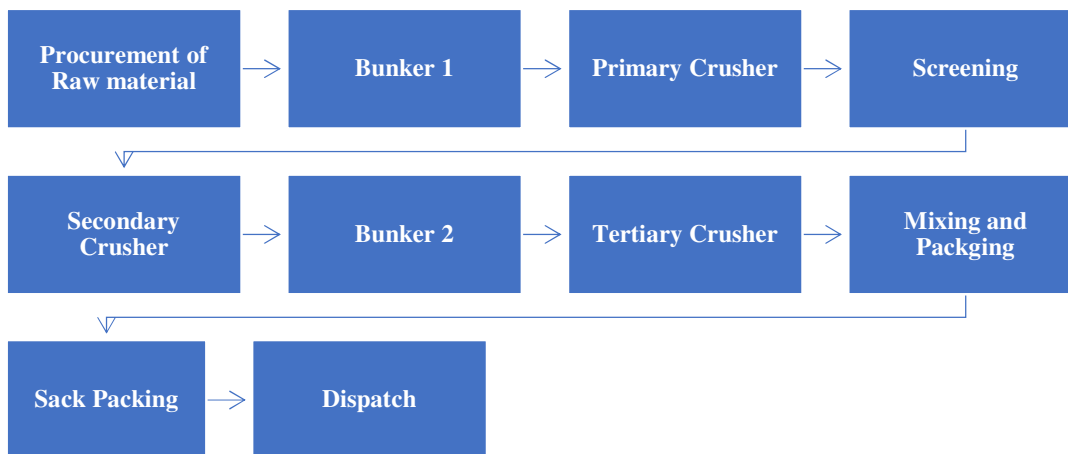 Procurement of
Raw material
Bunker 1
Primary Crusher
Screening
Secondary
Crusher
Bunker 2
Tertiary Crusher
Mixing and
Packging
Sack Packing
Dispatch